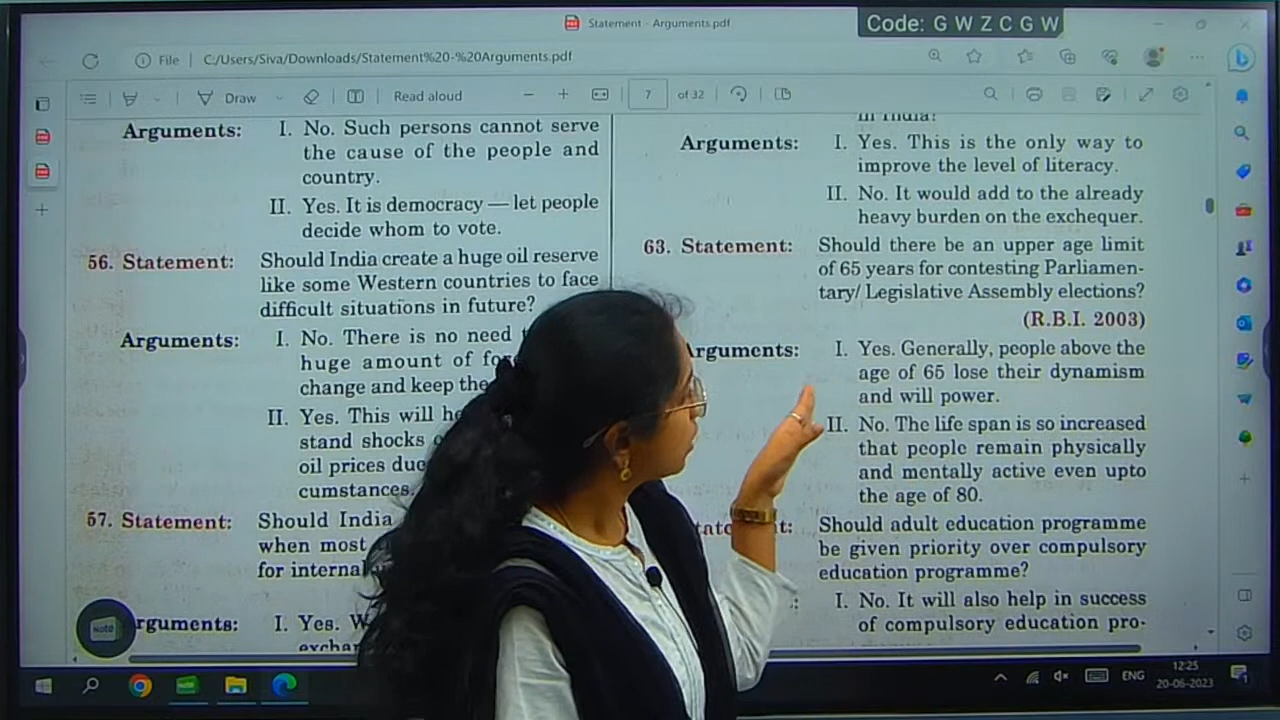 Statement - Arguments.pdf
Code: G W Z C G W
File C:/Users/Siva/Downloads/Statement%20-%20Arguments.pdf
Draw Read aloud 7 of 32
Arguments: I. No. Such persons cannot serve
the cause of the people and
country.
II. Yes. It is democracy — let people
decide whom to vote.
56. Statement: Should India create a huge oil reserve
like some Western countries to face
difficult situations in future?
Arguments: I. No. There is no need
huge amount of
change and keep the
II. Yes. This will
stand shocks
oil prices
cumstances.
57. Statement: Should India
when most
for internal
I. Yes.
in India?
Arguments: I. Yes. This is the only way to
improve the level of literacy.
II. No. It would add to the already
heavy burden on the exchequer.
63. Statement: Should there be an upper age limit
of 65 years for contesting Parliamen-
tary/ Legislative Assembly elections?
(R.B.I. 2003)
rguments: I. Yes. Generally, people above the
age of 65 lose their dynamism
and will power.
II. No. The life span is so increased
that people remain physically
and mentally active even upto
the age of 80.
Should adult education programme
be given priority over compulsory
education programme?
I. No. It will also help in success
of compulsory education pro-
ENG
12:25
20-06-2023